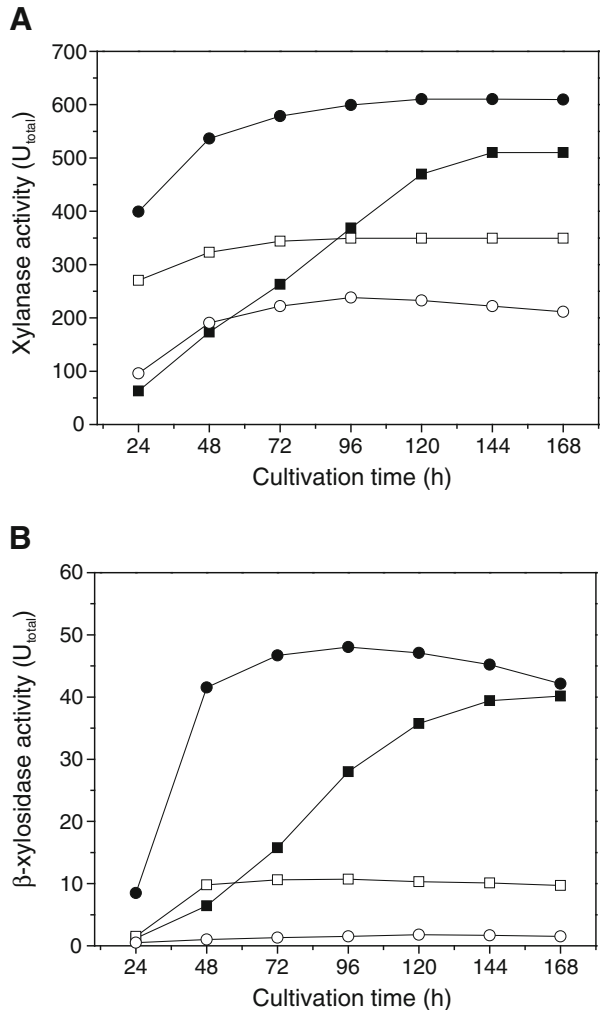 A
Xylanase activity (Utotal)
700
600
500
400
300
200
100
0
24 48 72 96 120 144 168
Cultivation time (h)
B
β-xylosidase activity (Utotal)
60
50
40
30
20
10
0
24 48 72 96 120 144 168
Cultivation time (h)